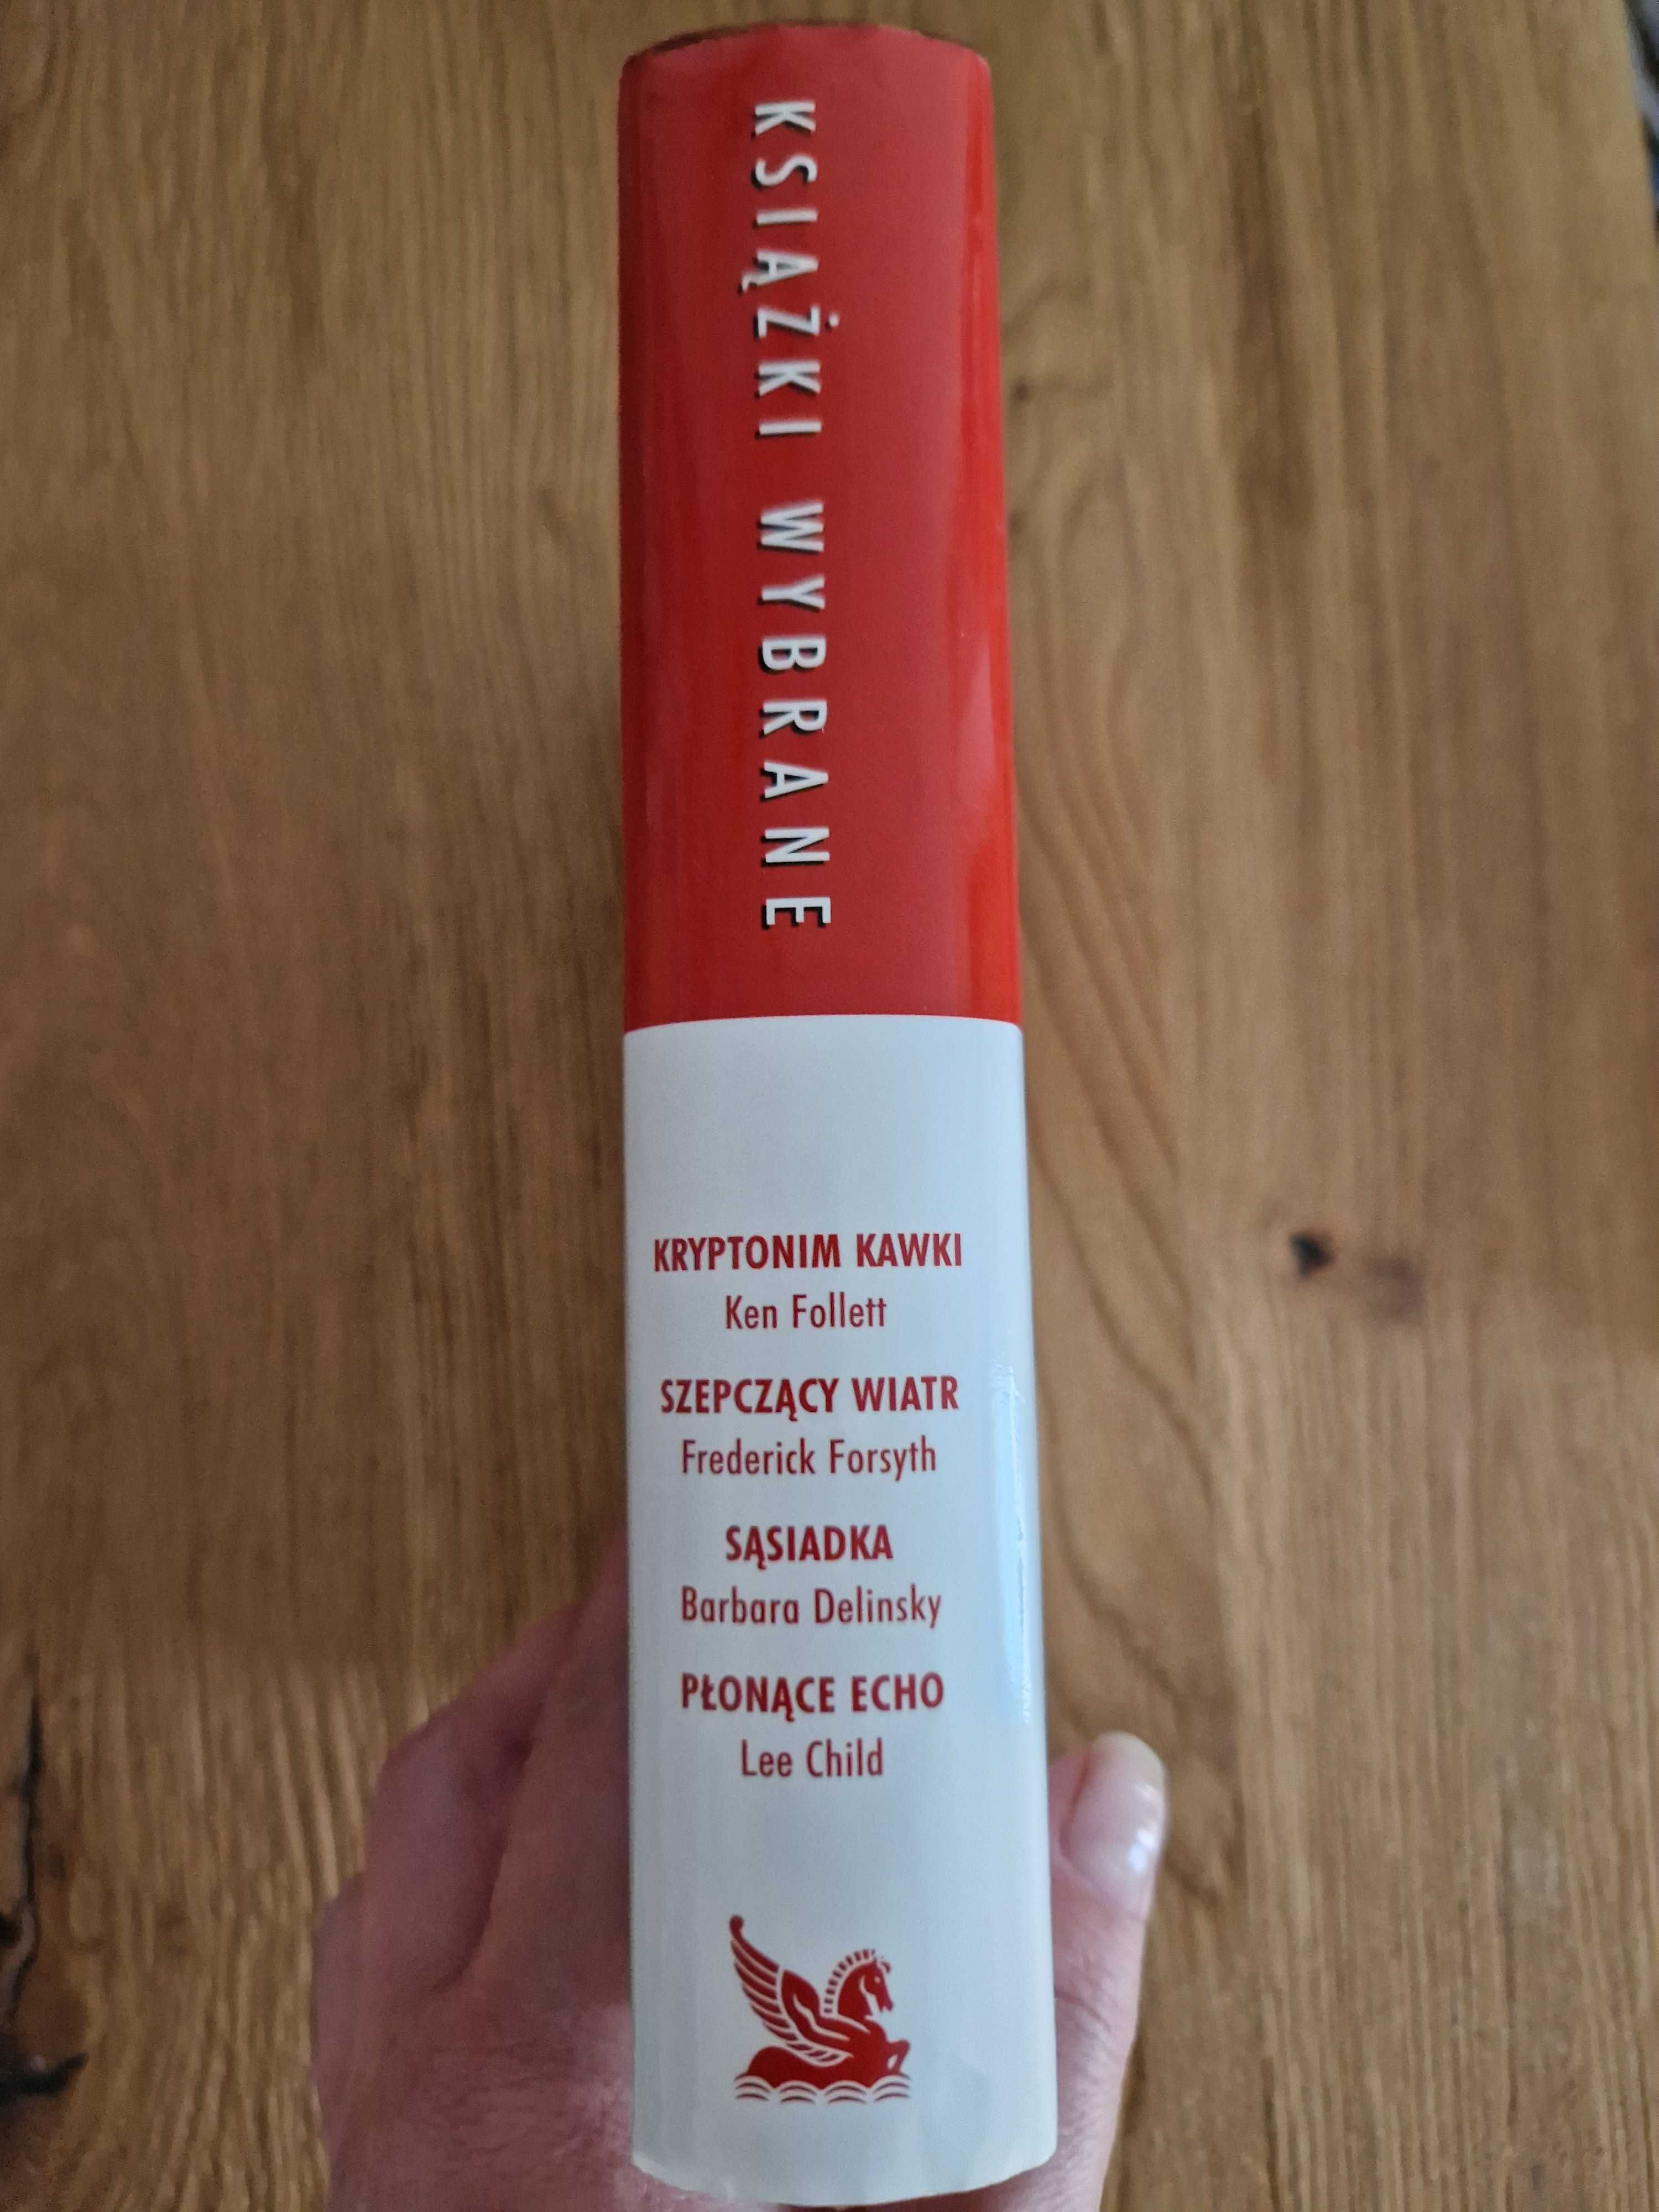 KSIĄŻKI WYBRANE
KRYPTONIM KAWKI
Ken Follett
SZEPCZĄCY WIATR
Frederick Forsyth
SĄSIADKA
Barbara Delinsky
PŁONĄCE ECHO
Lee Child